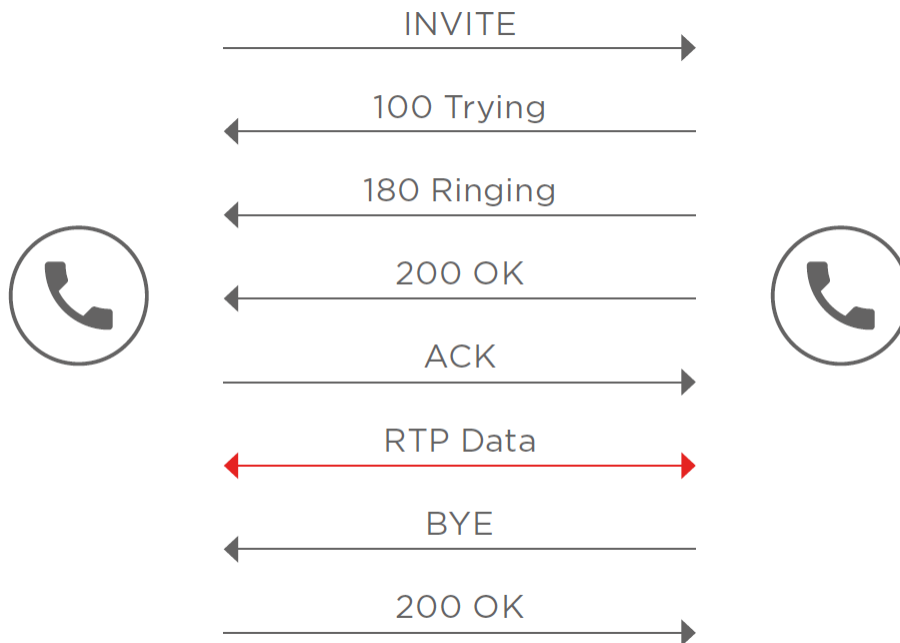 INVITE
100 Trying
180 Ringing
200 OK
ACK
RTP Data
BYE
200 OK